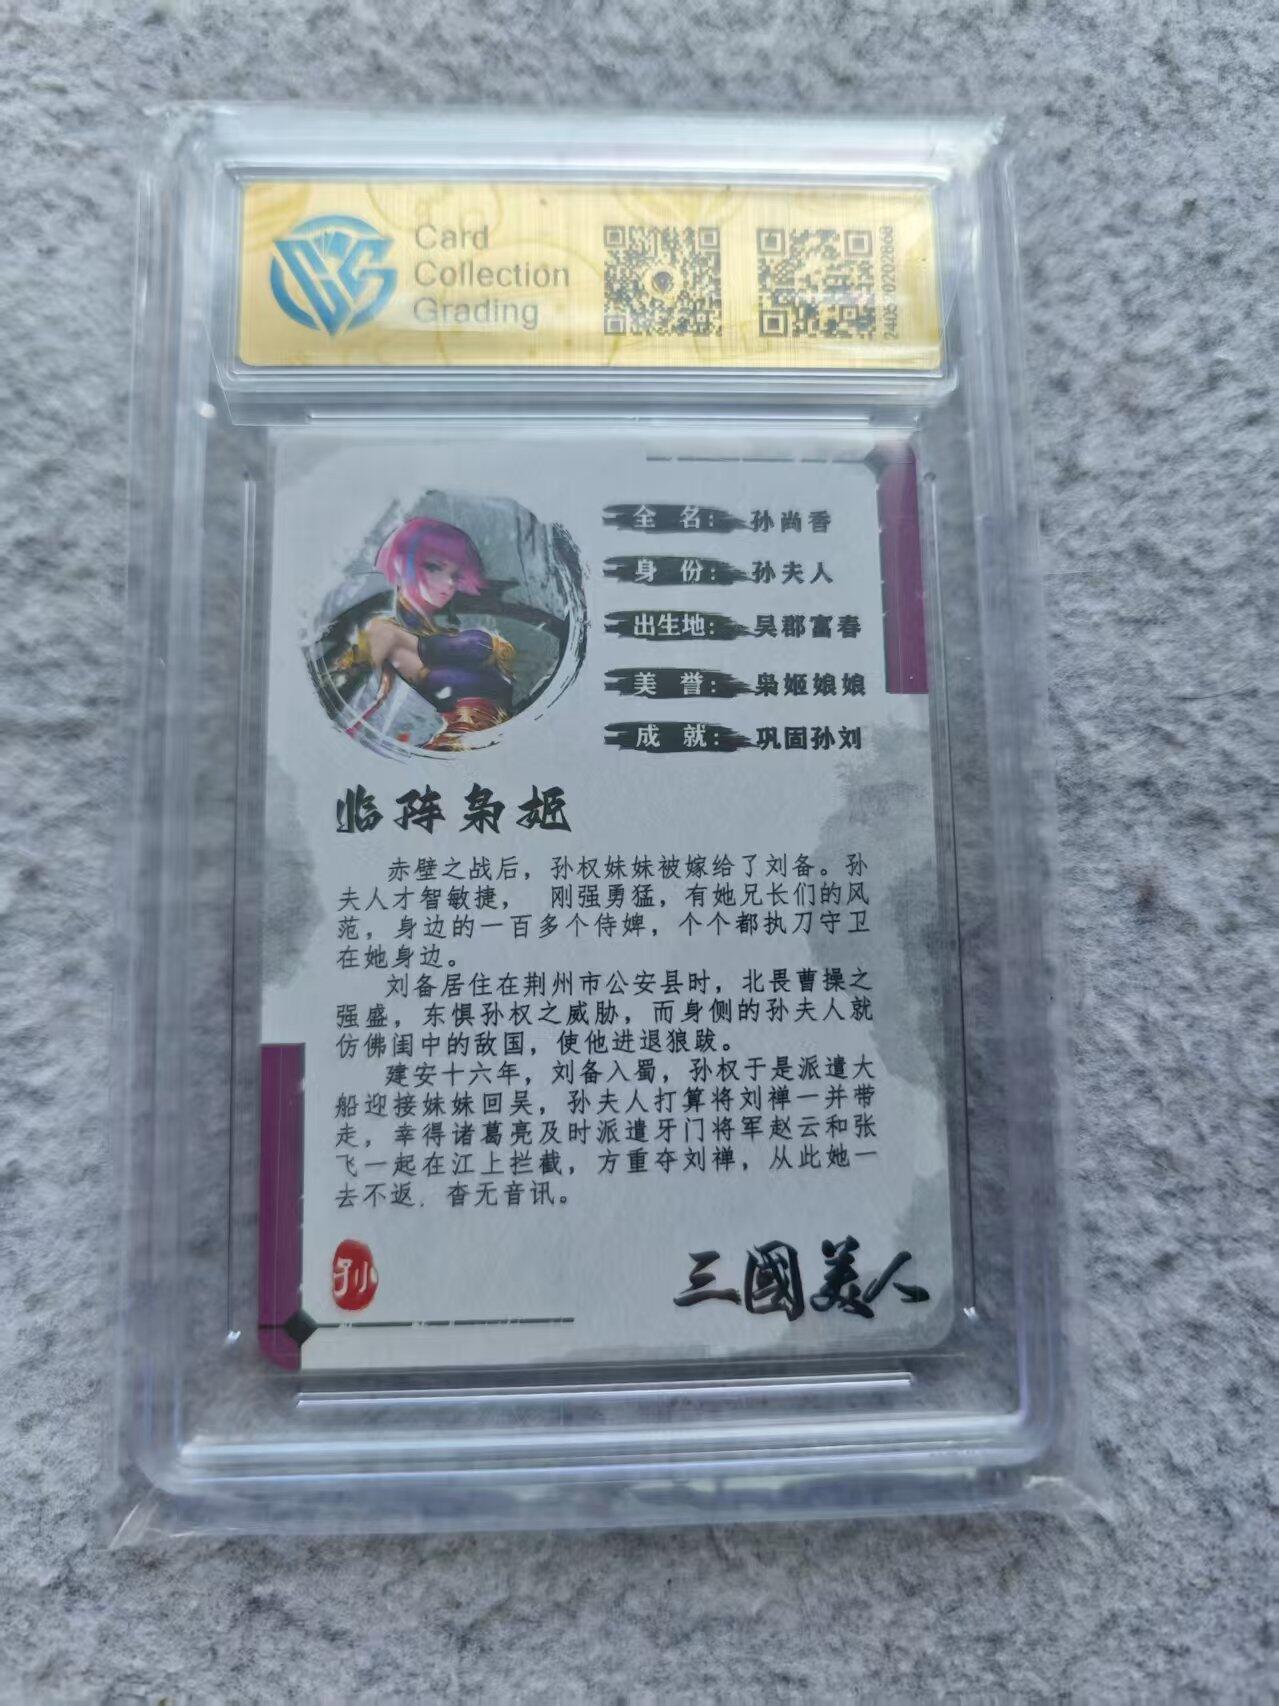 Card
Collection
Grading
全 名: 孙尚香
身 份: 孙夫人
出生地: 吴郡富春
美 誉: 枭姬娘娘
成 就: 巩固孙刘
临阵枭姬
赤壁之战后，孙权妹妹被嫁给了刘备。孙
夫人才智敏捷， 刚强勇猛，有她兄长们的风
范，身边的一百多个侍婢，个个都执刀守卫
在她身边。
刘备居住在荆州市公安县时，北畏曹操之
强盛，东惧孙权之威胁，而身侧的孙夫人就
仿佛闺中的敌国，使他进退狼跋。
建安十六年，刘备入蜀，孙权于是派遣大
船迎接妹妹回吴，孙夫人打算将刘禅一并带
走，幸得诸葛亮及时派遣牙门将军赵云和张
飞一起在江上拦截，方重夺刘禅，从此她一
去不返．杳无音讯。
孙
三國美人